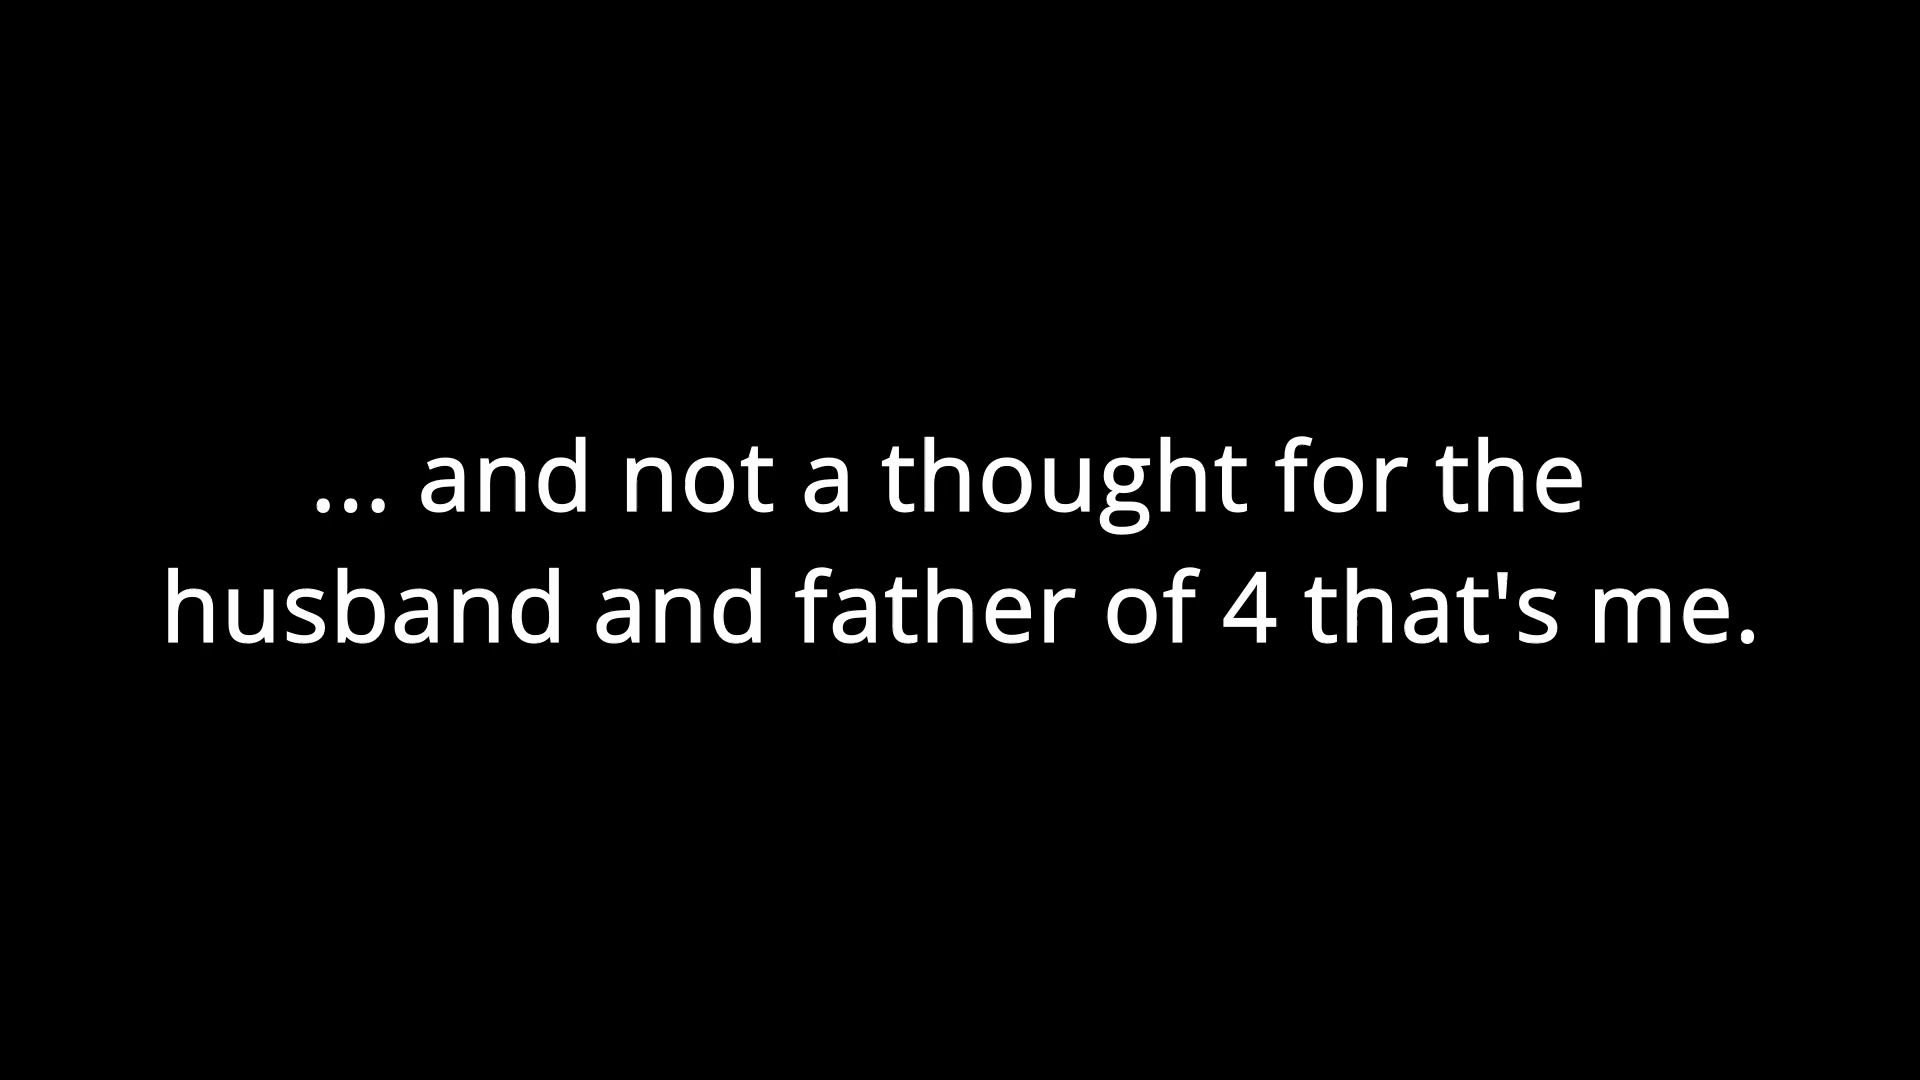 ... and not a thought for the
husband and father of 4 that's me.